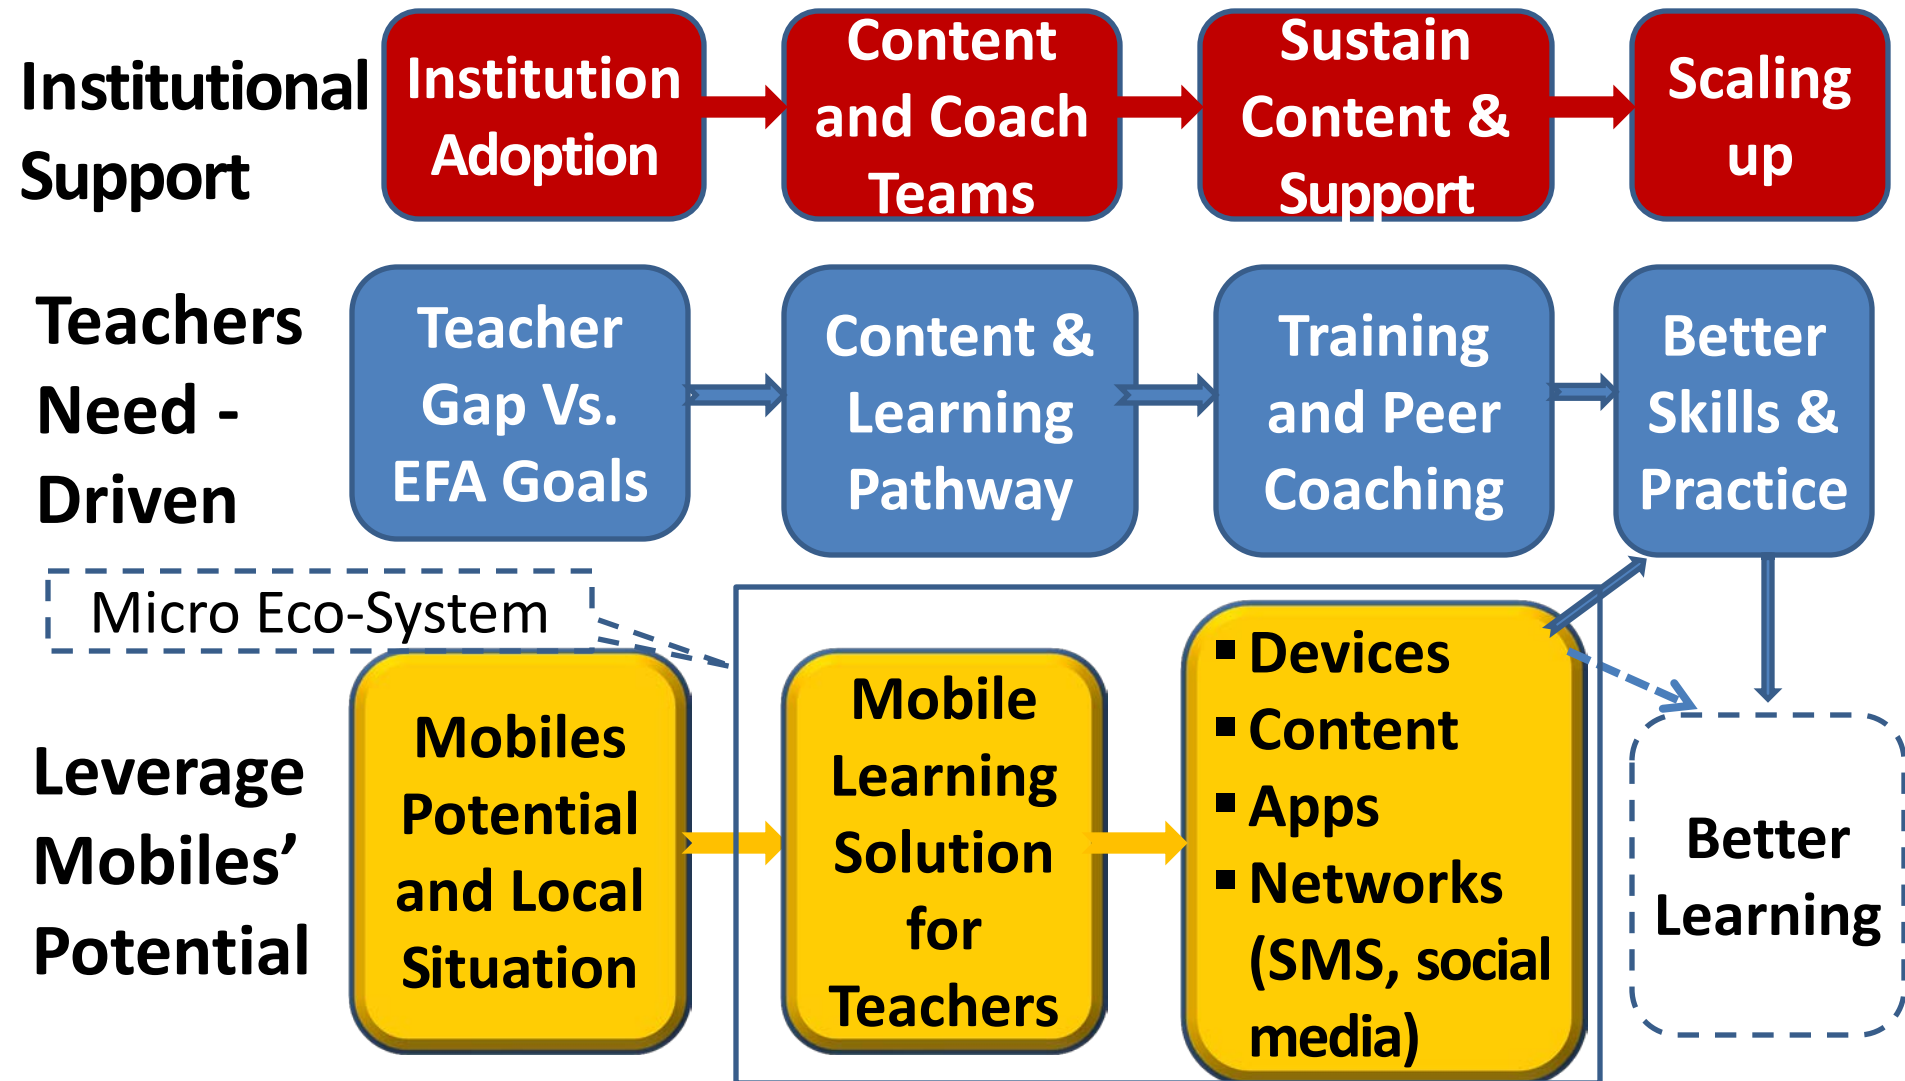 Institutional
Support
Institution
Adoption
Content
and Coach
Teams
Sustain
Content &
Support
Scaling
up
Teachers
Need -
Driven
Teacher
Gap Vs.
EFA Goals
Content &
Learning
Pathway
Training
and Peer
Coaching
Better
Skills &
Practice
Micro Eco-System
Leverage
Mobiles’
Potential
Mobiles
Potential
and Local
Situation
Mobile
Learning
Solution
for
Teachers
▪ Devices
▪ Content
▪ Apps
▪ Networks
(SMS, social
media)
Better
Learning